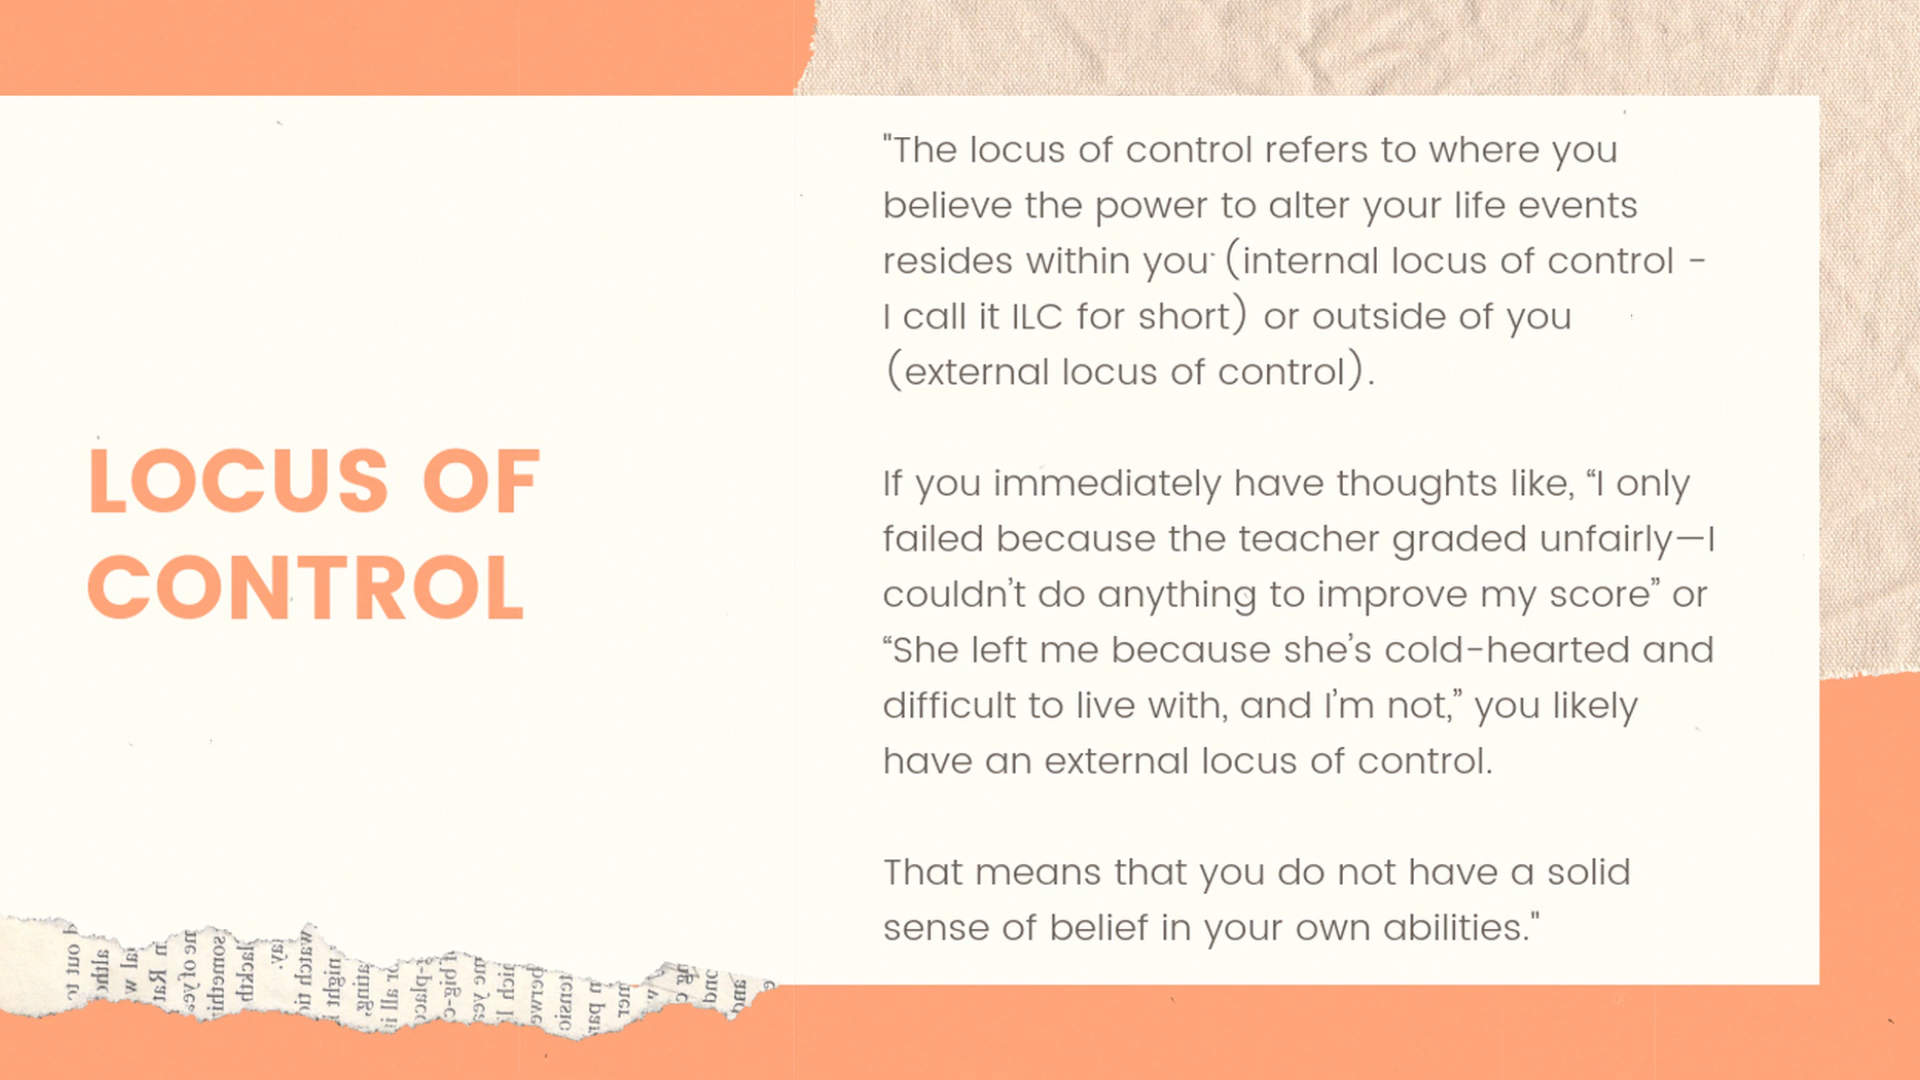 LOCUS OF
CONTROL
"The locus of control refers to where you
believe the power to alter your life events
resides within you (internal locus of control -
I call it ILC for short) or outside of you
(external locus of control).
If you immediately have thoughts like, “I only
failed because the teacher graded unfairly—I
couldn’t do anything to improve my score” or
“She left me because she’s cold-hearted and
difficult to live with, and I’m not,” you likely
have an external locus of control.
That means that you do not have a solid
sense of belief in your own abilities."